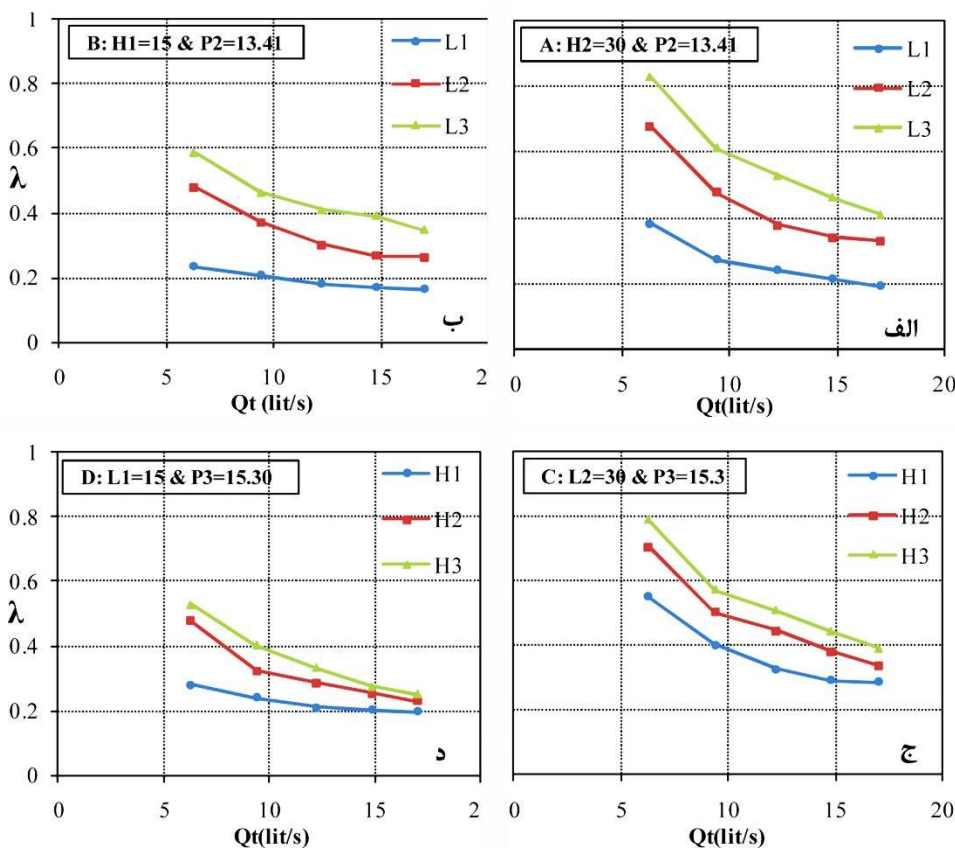 B: H1=15 & P2=13.41
L1
L2
L3
1
0.8
0.6
0.4
0.2
0
λ
ب
0 5 10 15 2
Qt (lit/s)
A: H2=30 & P2=13.41
L1
L2
L3
الف
0 5 10 15 20
Qt(lit/s)
D: L1=15 & P3=15.30
H1
H2
H3
1
0.8
0.6
0.4
0.2
0
λ
د
0 5 10 15 2
Qt(lit/s)
C: L2=30 & P3=15.3
H1
H2
H3
ج
0 5 10 15 20
Qt(lit/s)